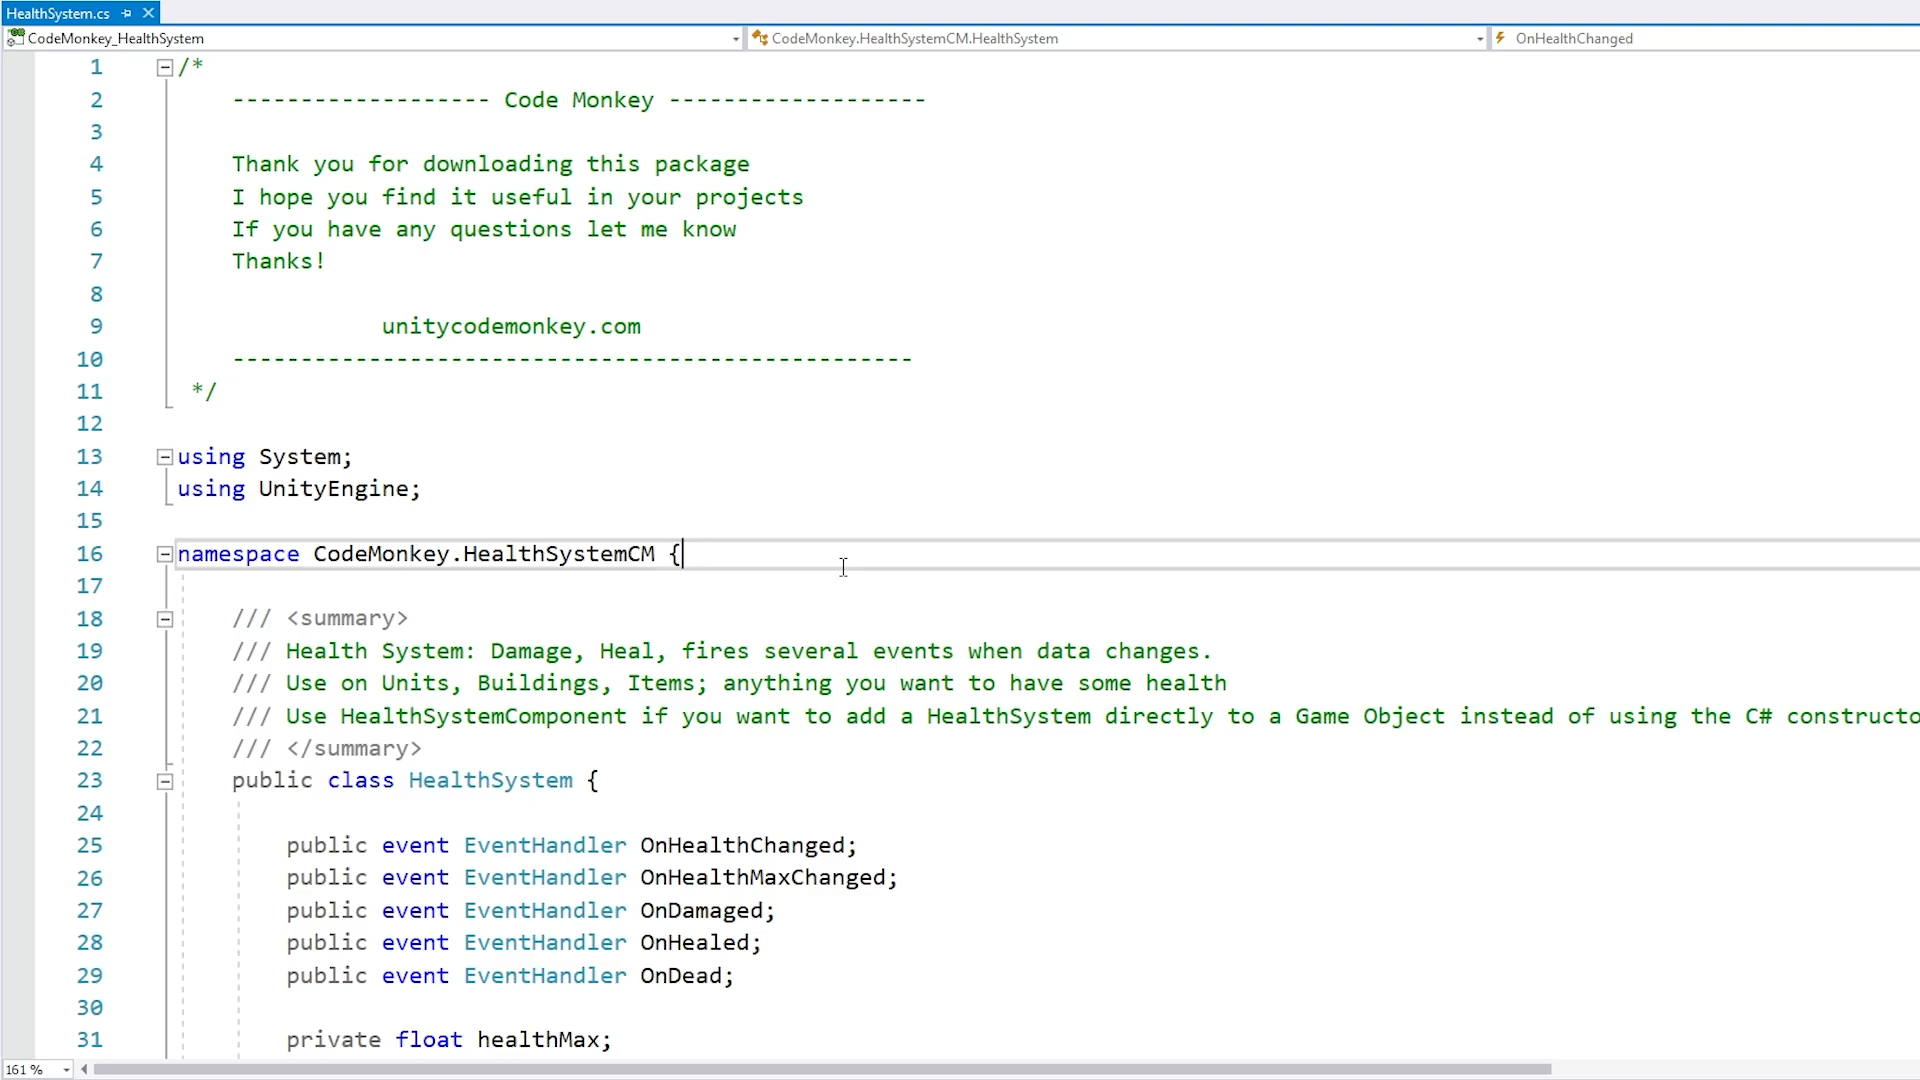 HealthSystem.cs
CodeMonkey_HealthSystem CodeMonkey.HealthSystemCM.HealthSystem OnHealthChanged
1 /*
2 ------------------- Code Monkey -------------------
3
4 Thank you for downloading this package
5 I hope you find it useful in your projects
6 If you have any questions let me know
7 Thanks!
8
9 unitycodemonkey.com
10 --------------------------------------------------
11 */
12
13 using System;
14 using UnityEngine;
15
16 namespace CodeMonkey.HealthSystemCM {
17
18 /// <summary>
19 /// Health System: Damage, Heal, fires several events when data changes.
20 /// Use on Units, Buildings, Items; anything you want to have some health
21 /// Use HealthSystemComponent if you want to add a HealthSystem directly to a Game Object instead of using the C# constructo
22 /// </summary>
23 public class HealthSystem {
24
25 public event EventHandler OnHealthChanged;
26 public event EventHandler OnHealthMaxChanged;
27 public event EventHandler OnDamaged;
28 public event EventHandler OnHealed;
29 public event EventHandler OnDead;
30
31 private float healthMax;
161 %